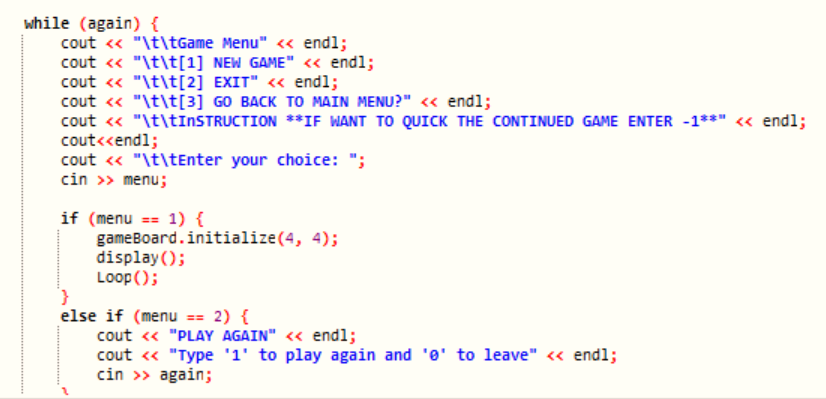 while (again) {
cout << "\t\tGame Menu" << endl;
cout << "\t\t[1] NEW GAME" << endl;
cout << "\t\t[2] EXIT" << endl;
cout << "\t\t[3] GO BACK TO MAIN MENU?" << endl;
cout << "\t\tInSTRUCTION **IF WANT TO QUICK THE CONTINUED GAME ENTER -1**" << endl;
cout<<endl;
cout << "\t\tEnter your choice: ";
cin >> menu;
if (menu == 1) {
gameBoard.initialize(4, 4);
display();
Loop();
}
else if (menu == 2) {
cout << "PLAY AGAIN" << endl;
cout << "Type '1' to play again and '0' to leave" << endl;
cin >> again;
}